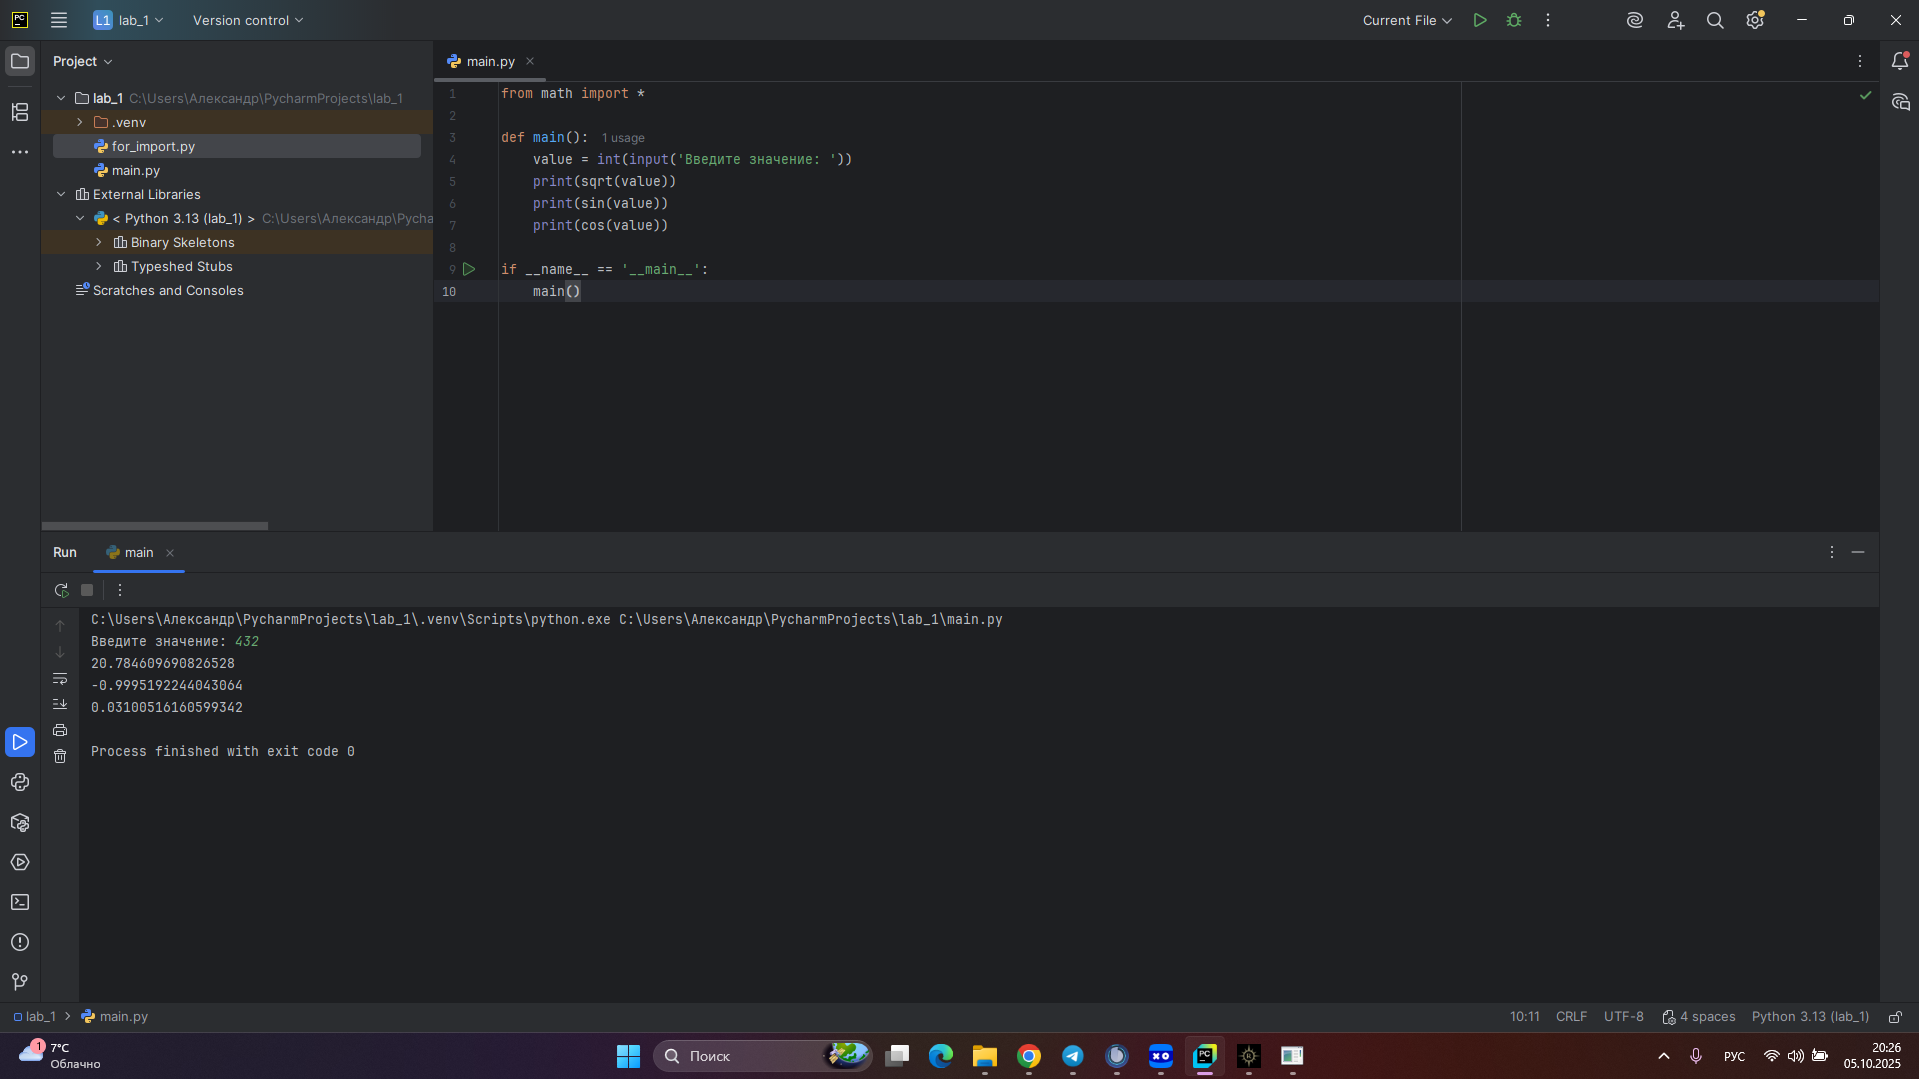 PC
L1 lab_1
Version control
Current File
Project
main.py
lab_1 C:\Users\Александр\PycharmProjects\lab_1
.venv
for_import.py
main.py
External Libraries
< Python 3.13 (lab_1) > C:\Users\Александр\Pycha
Binary Skeletons
Typeshed Stubs
Scratches and Consoles
1 from math import *
2
3 def main(): 1 usage
4 value = int(input('Введите значение: '))
5 print(sqrt(value))
6 print(sin(value))
7 print(cos(value))
8
9 if __name__ == '__main__':
10 main()
Run main
C:\Users\Александр\PycharmProjects\lab_1\.venv\Scripts\python.exe C:\Users\Александр\PycharmProjects\lab_1\main.py
Введите значение: 432
20.784609690826528
-0.9995192244043064
0.03100516160599342
Process finished with exit code 0
lab_1 main.py
10:11 CRLF UTF-8 4 spaces Python 3.13 (lab_1)
1
7°C
Облачно
Поиск
XO
PC
РУС
20:26
05.10.2025